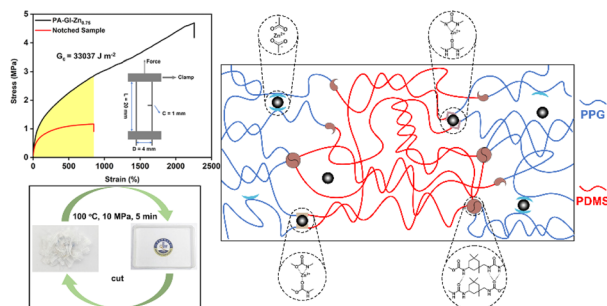 PA-GI-Zn0.75
Notched Sample
Gc = 33037 J m-2
Force
Clamp
L = 20 mm
C = 1 mm
D = 4 mm
Stress (MPa)
5
4
3
2
1
0
0 500 1000 1500 2000 2500
Strain (%)
100 °C, 10 MPa, 5 min
cut
PPG
PDMS
Zn2+
Zn2+
Zn2+